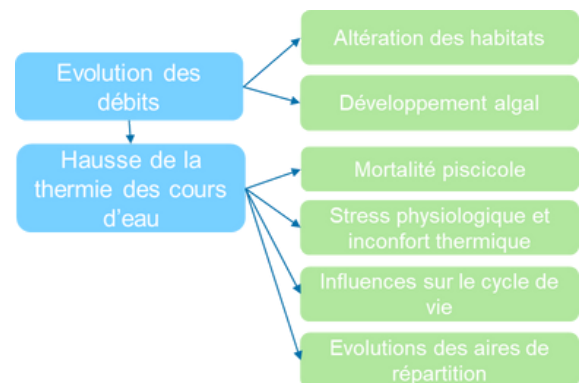 Altération des habitats
Evolution des
débits
Développement algal
Hausse de la
thermie des cours
d'eau
Mortalité piscicole
Stress physiologique et
inconfort thermique
Influences sur le cycle de
vie
Evolutions des aires de
répartition